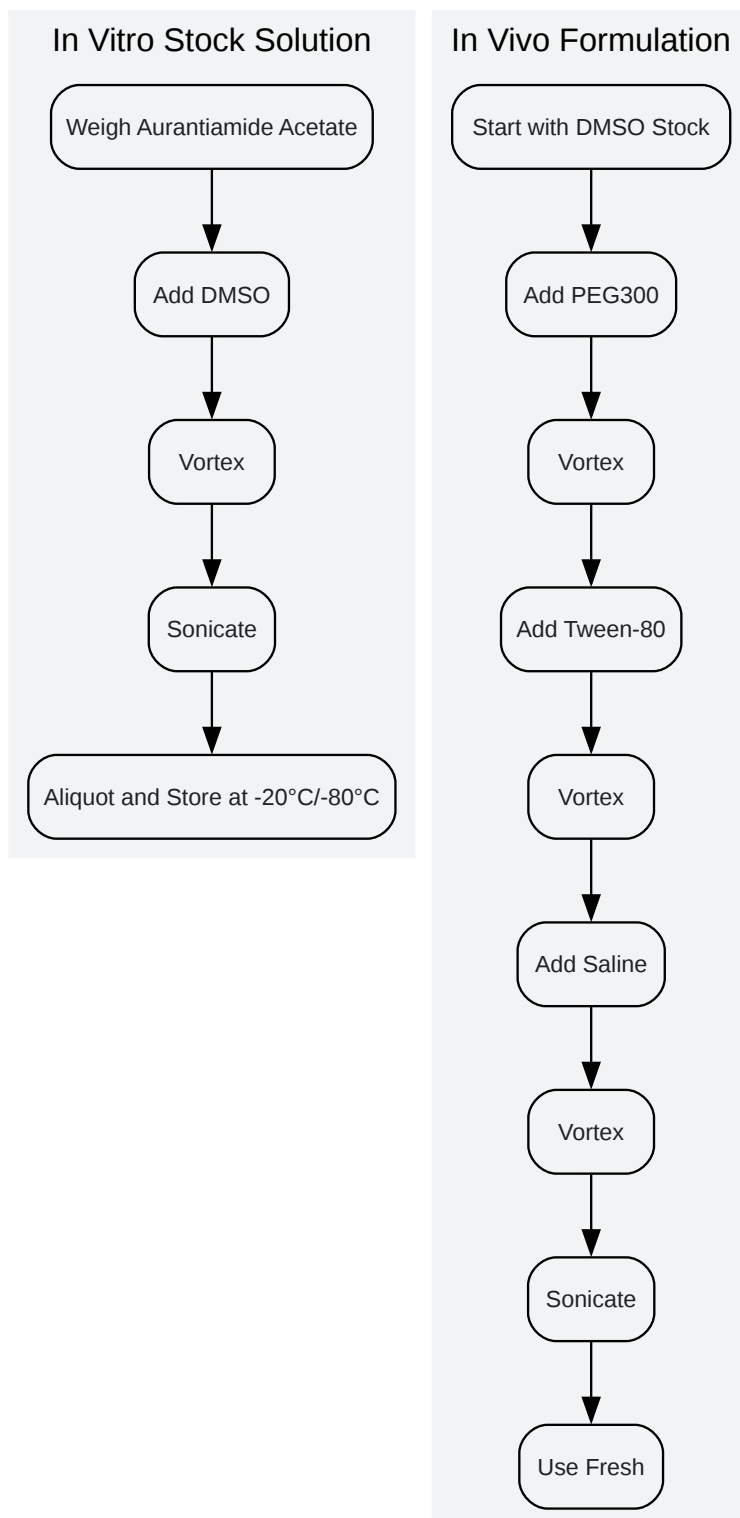 In Vitro Stock Solution
Weigh Aurantiamide Acetate
Add DMSO
Vortex
Sonicate
Aliquot and Store at -20°C/-80°C
In Vivo Formulation
Start with DMSO Stock
Add PEG300
Vortex
Add Tween-80
Vortex
Add Saline
Vortex
Sonicate
Use Fresh